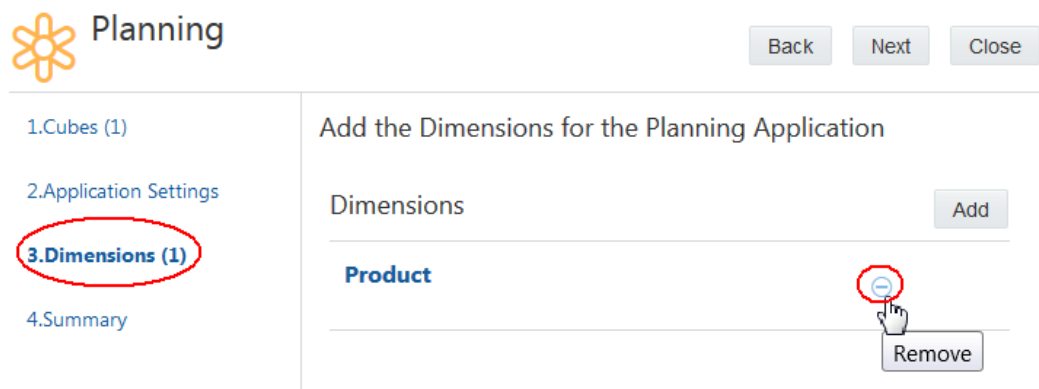 Planning
Back Next Close
1.Cubes (1)
Add the Dimensions for the Planning Application
2.Application Settings
Dimensions
Add
3.Dimensions (1)
Product
4.Summary
Remove